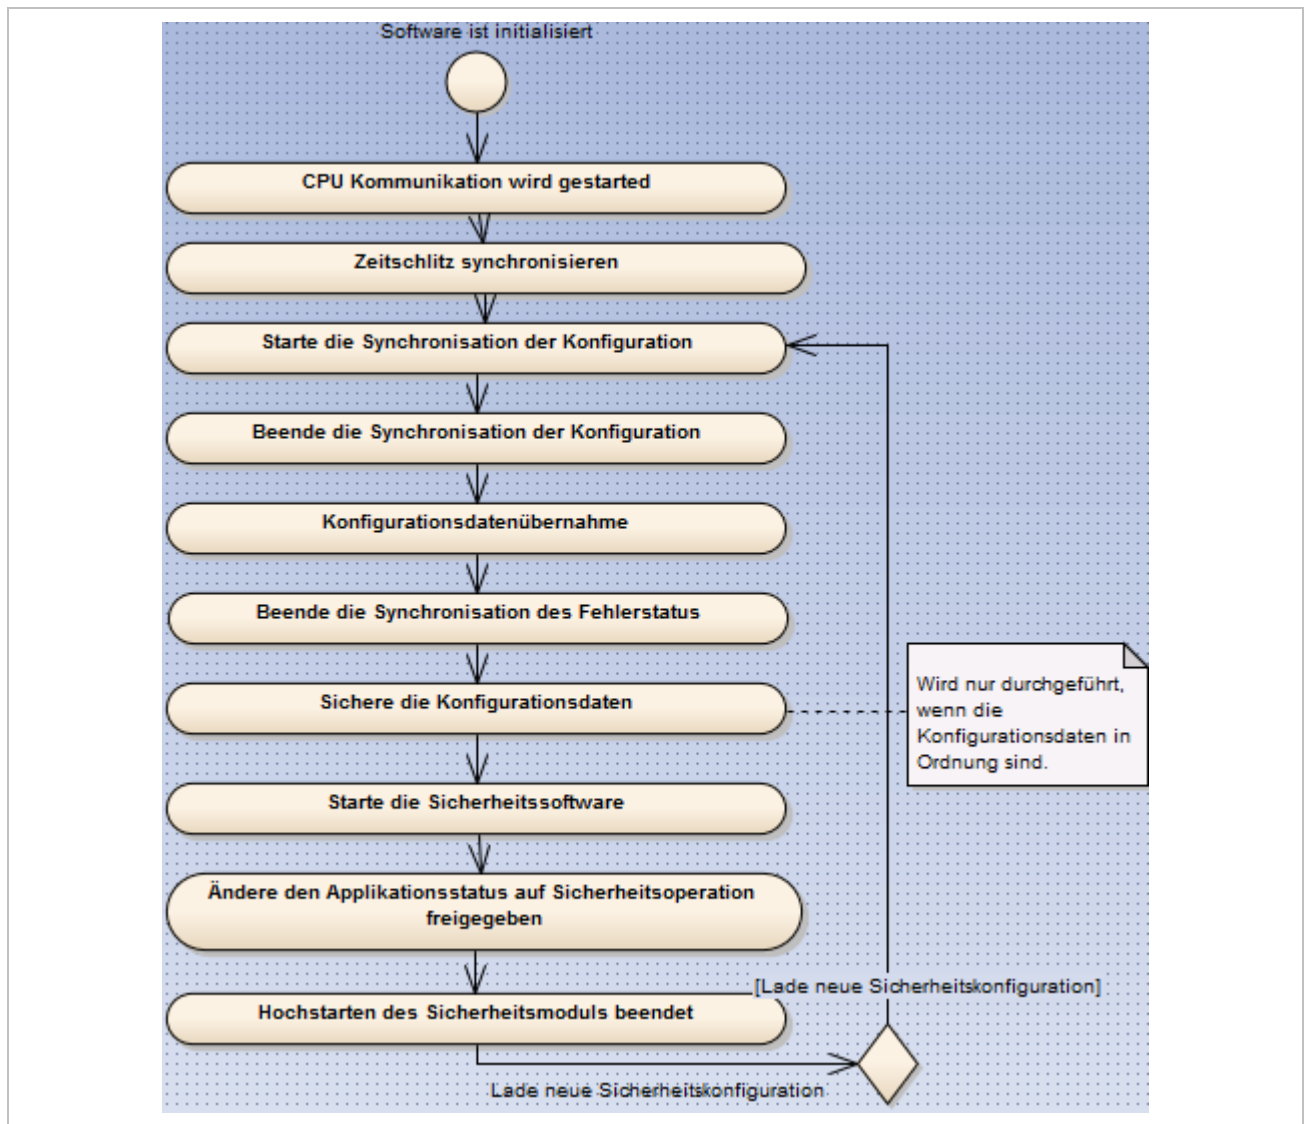 Software ist initialisiert
CPU Kommunikation wird gestarted
Zeitschlitz synchronisieren
Starte die Synchronisation der Konfiguration
Beende die Synchronisation der Konfiguration
Konfigurationsdatenübernahme
Beende die Synchronisation des Fehlerstatus
Sichere die Konfigurationsdaten
Wird nur durchgeführt,
wenn die
Konfigurationsdaten in
Ordnung sind.
Starte die Sicherheitssoftware
Ändere den Applikationsstatus auf Sicherheitsoperation
freigegeben
[Lade neue Sicherheitskonfiguration]
Hochstarten des Sicherheitsmoduls beendet
Lade neue Sicherheitskonfiguration